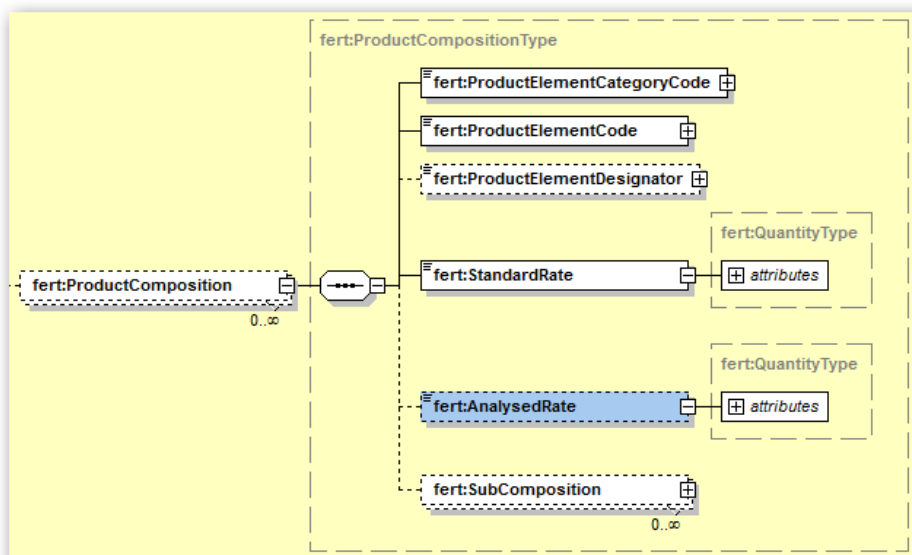 fert:ProductCompositionType
fert:ProductElementCategoryCode
fert:ProductElementCode
fert:ProductElementDesignator
fert:QuantityType
fert:StandardRate
attributes
fert:ProductComposition
0..∞
fert:QuantityType
fert:AnalysedRate
attributes
fert:SubComposition
0..∞